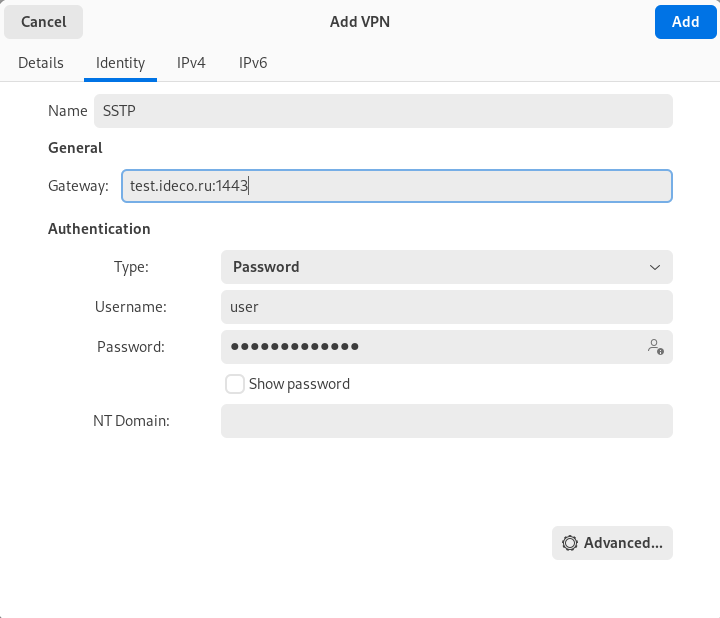 Cancel Add VPN Add
Details Identity IPv4 IPv6
Name SSTP
General
Gateway: test.ideco.ru:1443
Authentication
Type: Password
Username: user
Password: ●●●●●●●●●●●●●
Show password
NT Domain:
Advanced...